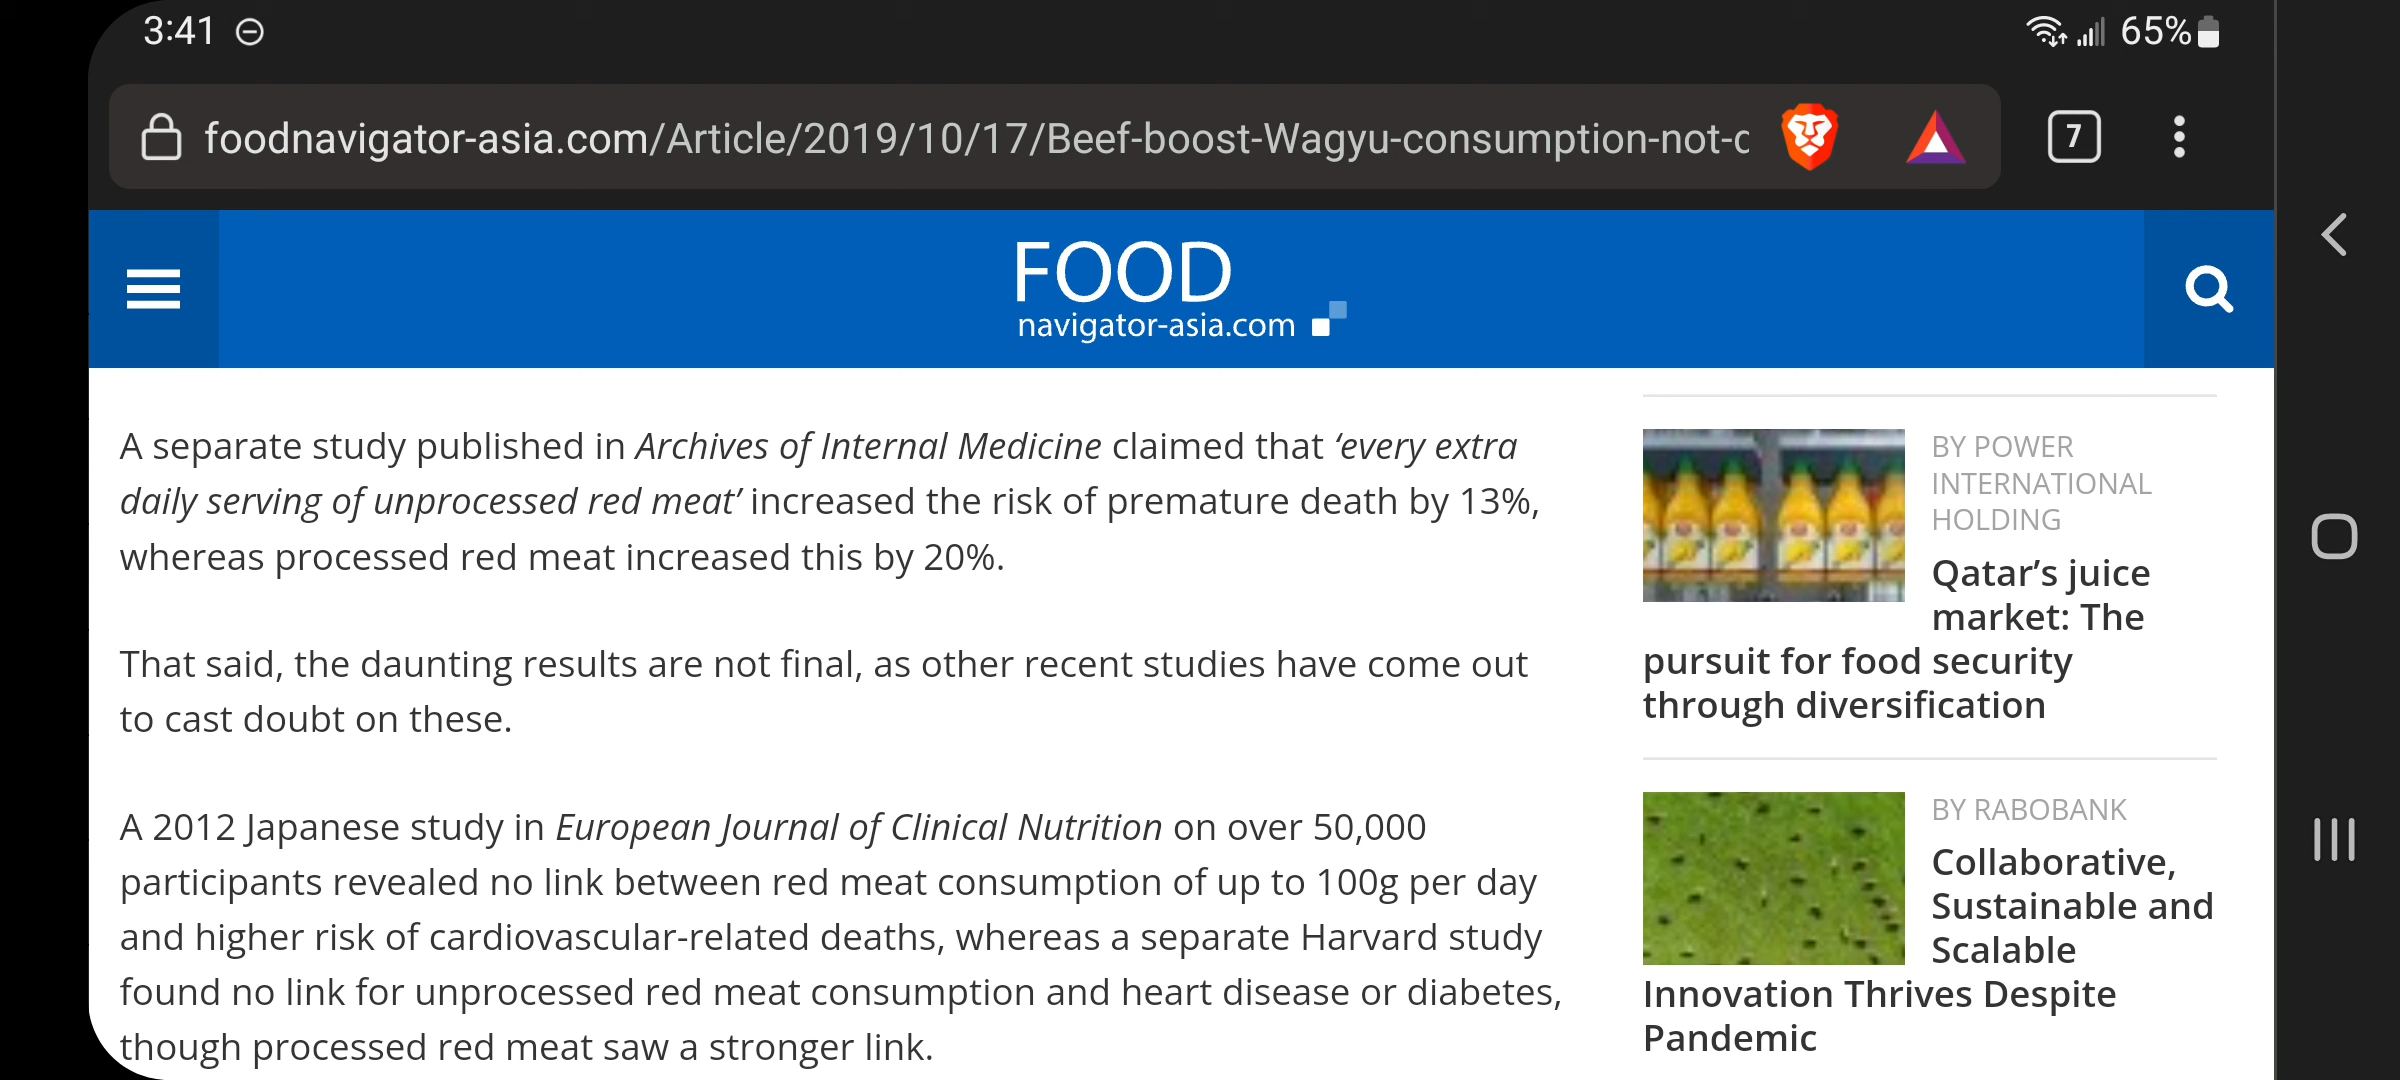 3:41
65%
foodnavigator-asia.com/Article/2019/10/17/Beef-boost-Wagyu-consumption-not-c
7
FOOD
navigator-asia.com
A separate study published in Archives of Internal Medicine claimed that ‘every extra
daily serving of unprocessed red meat’ increased the risk of premature death by 13%,
whereas processed red meat increased this by 20%.
That said, the daunting results are not final, as other recent studies have come out
to cast doubt on these.
A 2012 Japanese study in European Journal of Clinical Nutrition on over 50,000
participants revealed no link between red meat consumption of up to 100g per day
and higher risk of cardiovascular-related deaths, whereas a separate Harvard study
found no link for unprocessed red meat consumption and heart disease or diabetes,
though processed red meat saw a stronger link.
BY POWER
INTERNATIONAL
HOLDING
Qatar’s juice
market: The
pursuit for food security
through diversification
BY RABOBANK
Collaborative,
Sustainable and
Scalable
Innovation Thrives Despite
Pandemic